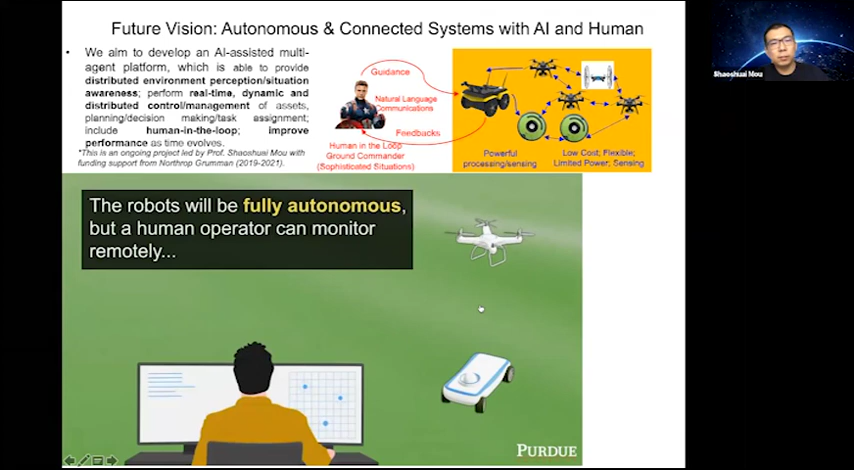 Future Vision: Autonomous & Connected Systems with AI and Human
• We aim to develop an AI-assisted multi-
agent platform, which is able to provide
distributed environment perception/situation
awareness; perform real-time, dynamic and
distributed control/management of assets,
planning/decision making/task assignment;
include human-in-the-loop; improve
performance as time evolves.
*This is an ongoing project led by Prof. Shaoshuai Mou with
funding support from Northrop Grumman (2019-2021).
Guidance
Natural Language
Communications
Feedbacks
Human in the Loop
Ground Commander
(Sophisticated Situations)
Powerful
processing/sensing
Low Cost; Flexible;
Limited Power; Sensing
Shaoshuai Mou
The robots will be fully autonomous,
but a human operator can monitor
remotely...
PURDUE